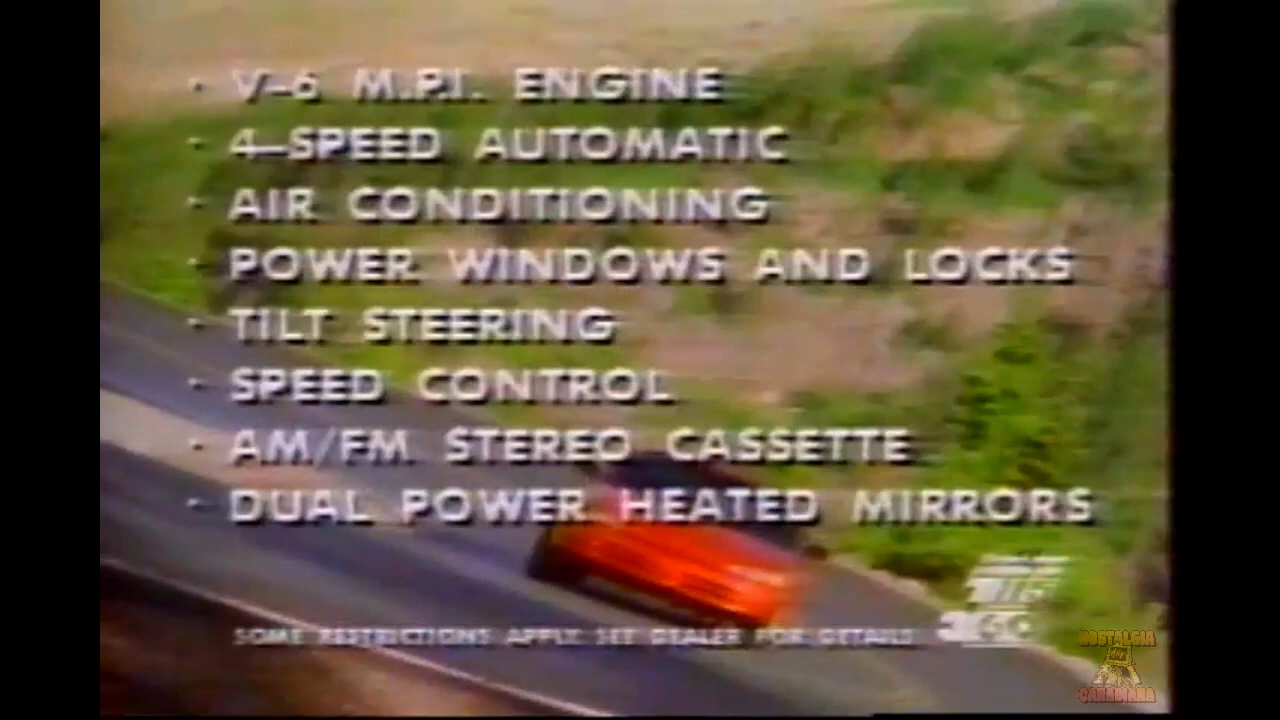 · V-6 M.P.I. ENGINE
· 4-SPEED AUTOMATIC
· AIR CONDITIONING
· POWER WINDOWS AND LOCKS
· TILT STEERING
· SPEED CONTROL
· AM/FM STEREO CASSETTE
· DUAL POWER HEATED MIRRORS
SOME RESTRICTIONS APPLY. SEE DEALER FOR DETAILS
NOSTALGIA
CANADIANA